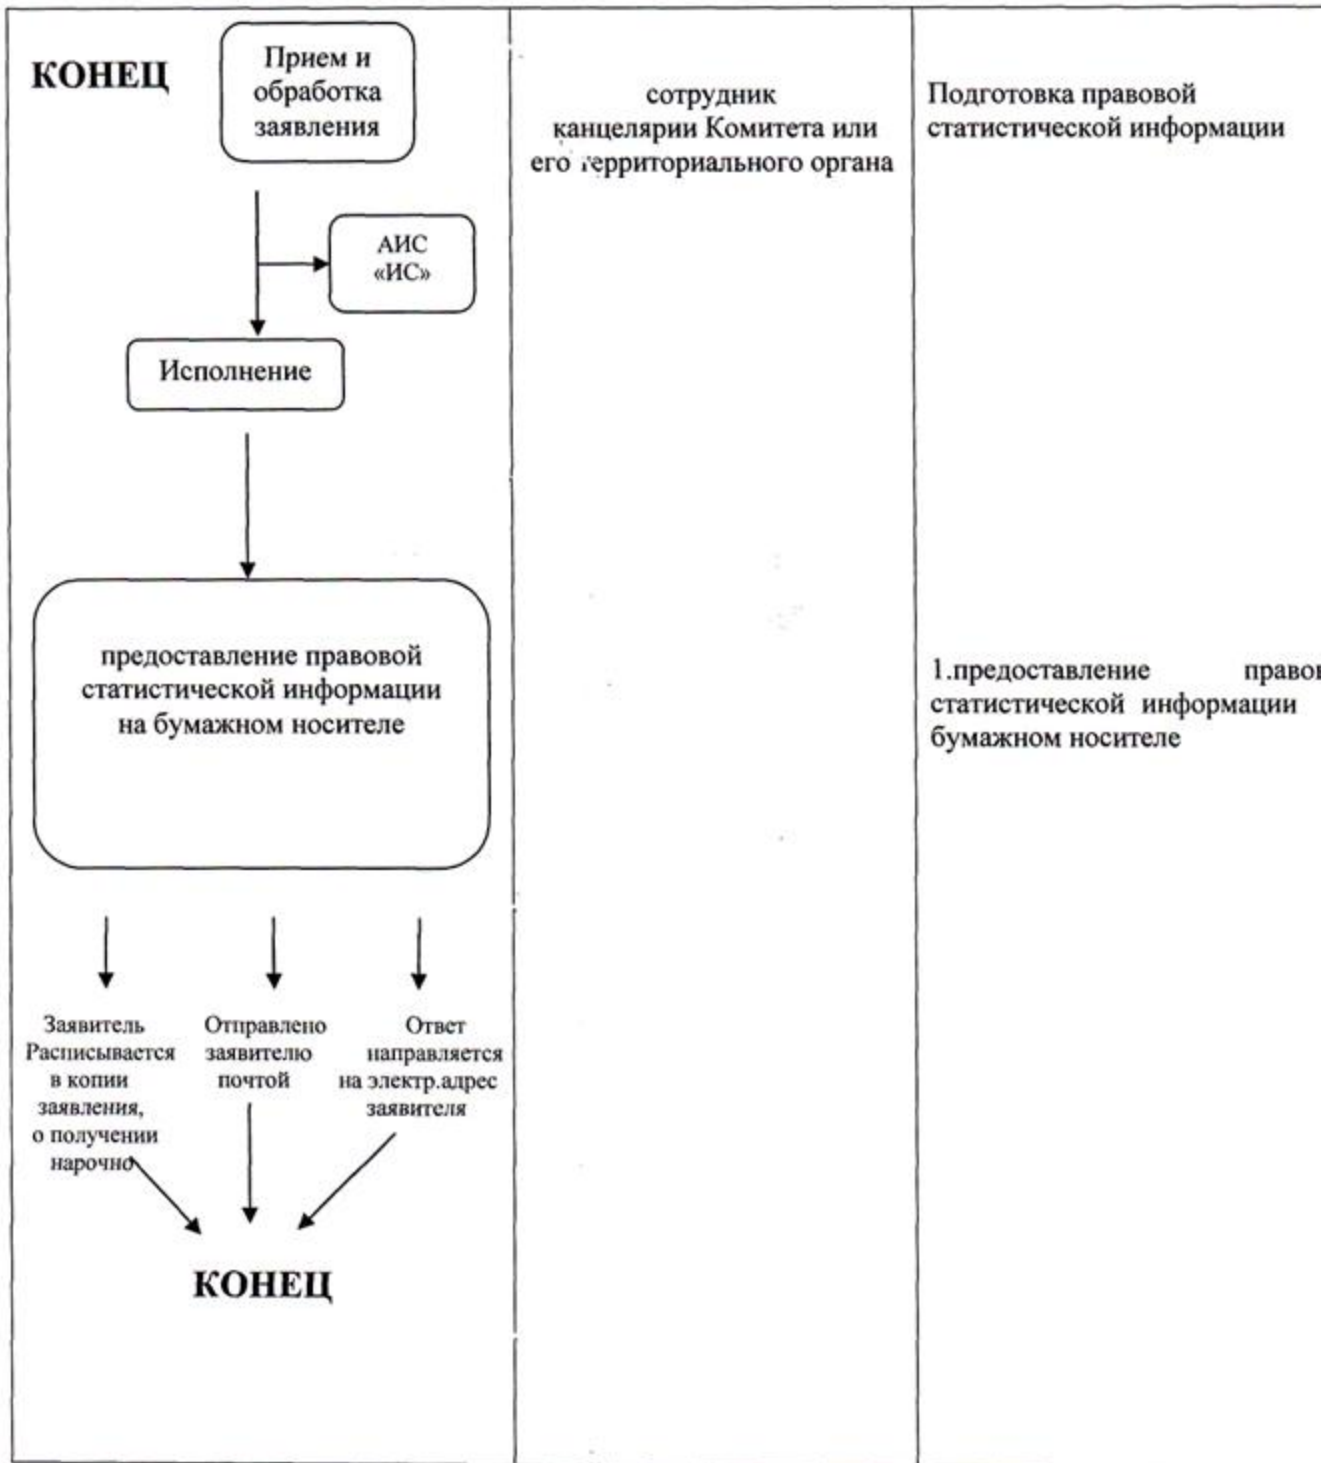 КОНЕЦ
Прием и
обработка
заявления
АИС
«ИС»
Исполнение
предоставление правовой
статистической информации
на бумажном носителе
Заявитель
Расписывается
в копии
заявления,
о получении
нарочно
Отправлено
заявителю
почтой
Ответ
направляется
на электр.адрес
заявителя
КОНЕЦ
сотрудник
канцелярии Комитета или
его территориального органа
Подготовка правовой
статистической информации
1.предоставление
статистической информации
бумажном носителе